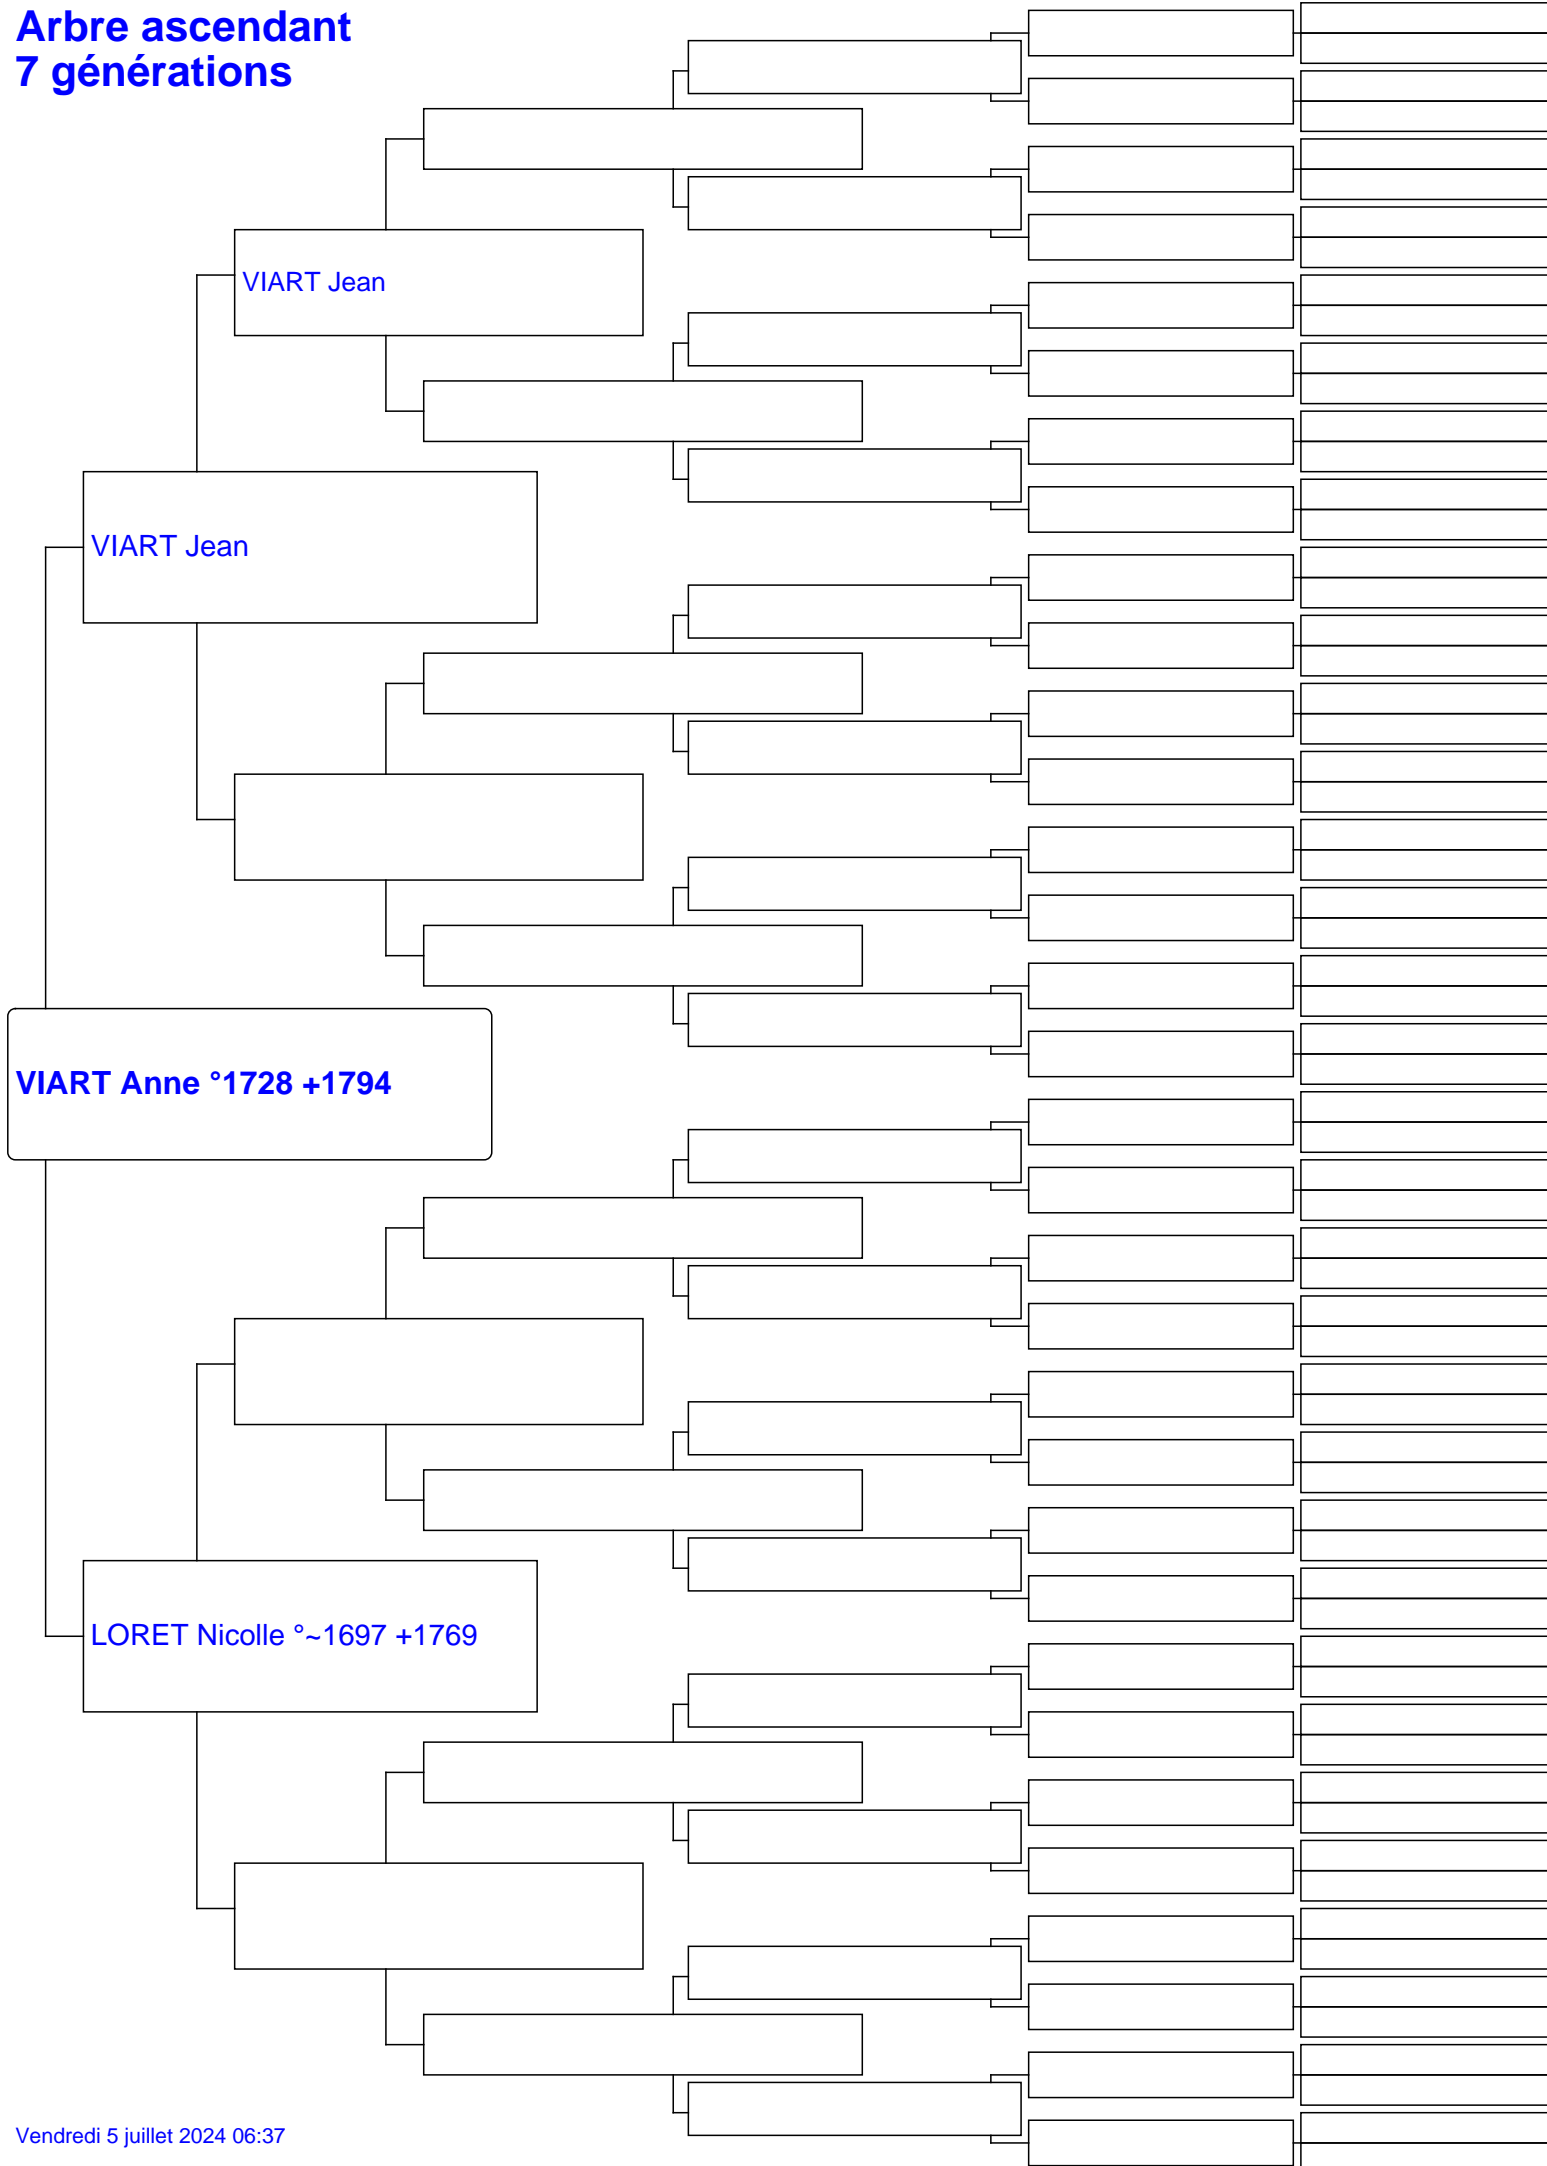 Arbre ascendant
7 générations
VIART Jean
VIART Jean
VIART Anne °1728 +1794
LORET Nicolle °~1697 +1769
Vendredi 5 juillet 2024 06:37